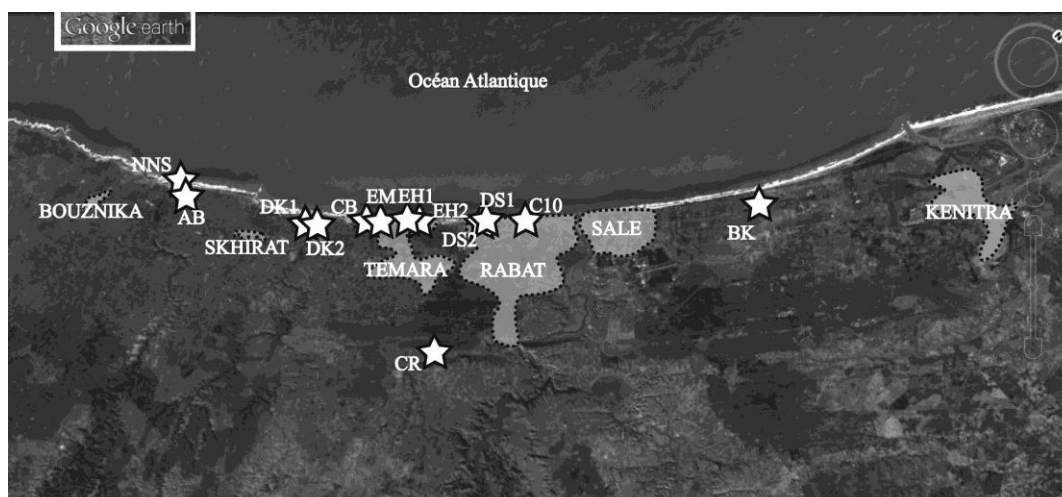 Google earth
N
Océan Atlantique
NNS
BOUZNIKA
AB
DK1
CB
EM
EH1
DS1
C10
SKHIRAT
DK2
EH2
DS2
SALE
BK
KENITRA
TEMARA
RABAT
CR